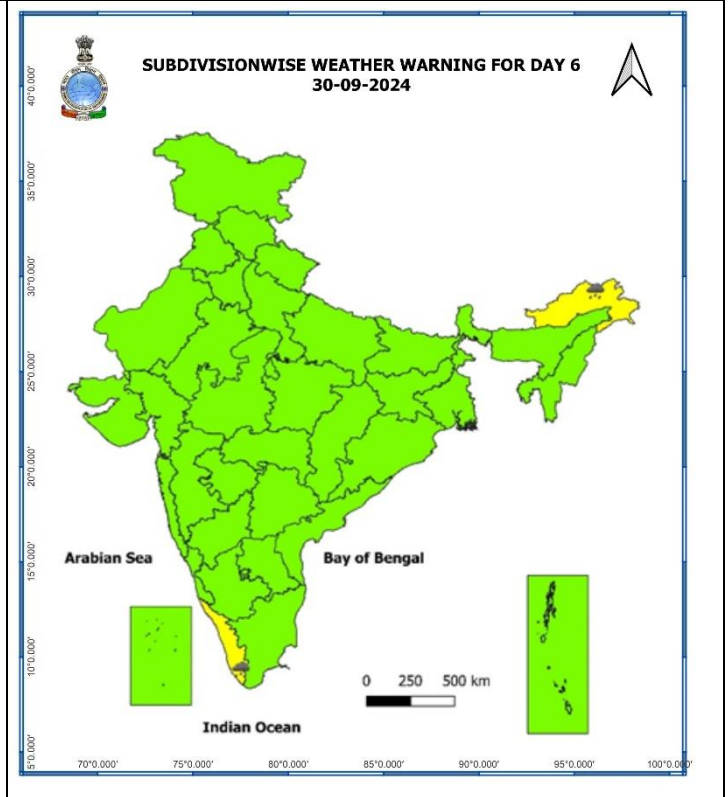 SUBDIVISIONWISE WEATHER WARNING FOR DAY 6
30-09-2024
40°0.000'
35°0.000'
30°0.000'
25°0.000'
20°0.000'
15°0.000'
10°0.000'
5°0.000'
Arabian Sea
Bay of Bengal
0 250 500 km
Indian Ocean
70°0.000' 75°0.000' 80°0.000' 85°0.000' 90°0.000' 95°0.000' 100°0.000'